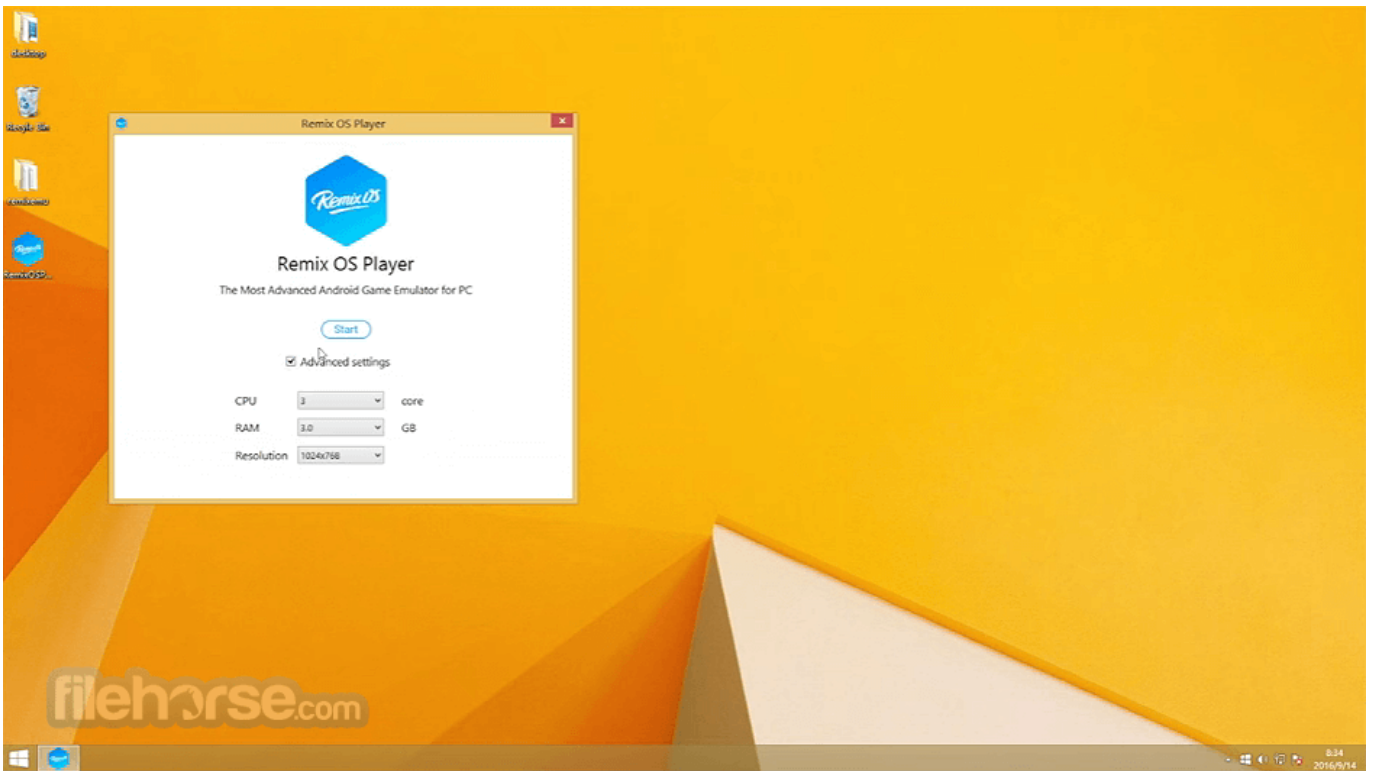 desktop
Recycle Bin
remixemu
RemixOSP...
Remix OS Player
Remix OS
Remix OS Player
The Most Advanced Android Game Emulator for PC
Start
Advanced settings
CPU 3 core
RAM 3.0 GB
Resolution 1024x768
filehorse.com
8:34
2016/9/14